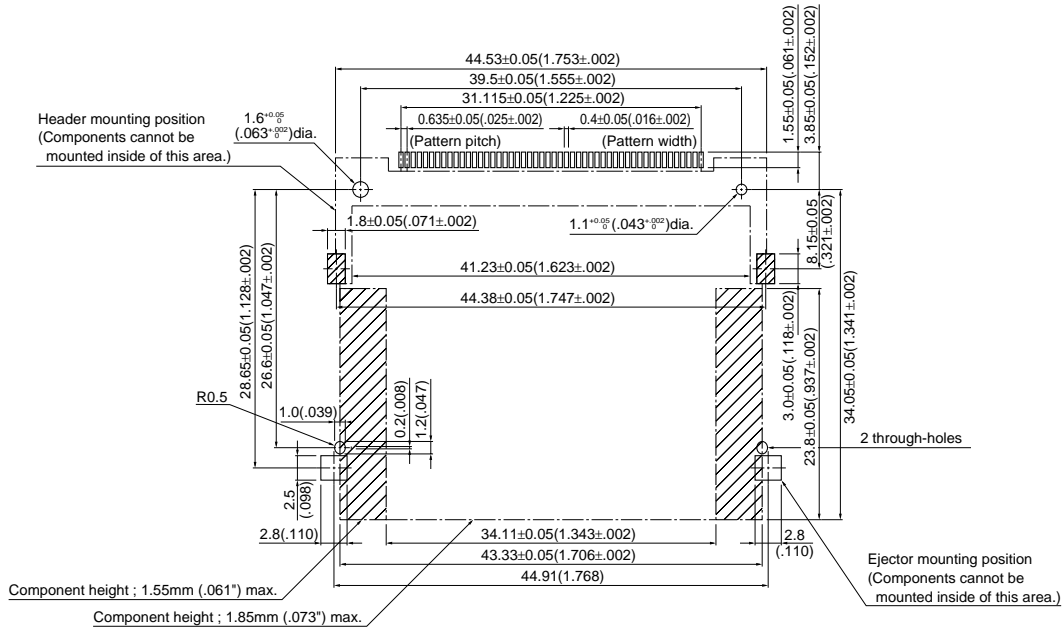 44.53±0.05(1.753±.002)
39.5±0.05(1.555±.002)
31.115±0.05(1.225±.002)
0.635±0.05(.025±.002)
0.4±0.05(.016±.002)
(Pattern pitch)
(Pattern width)
1.55±0.05(.061±.002)
3.85±0.05(.152±.002)
Header mounting position
(Components cannot be
mounted inside of this area.)
1.6+0.05 0
(.063+.002 0)dia.
1.8±0.05(.071±.002)
1.1+0.05 0(.043+.002 0)dia.
8.15±0.05
(.321±.002)
41.23±0.05(1.623±.002)
44.38±0.05(1.747±.002)
28.65±0.05(1.128±.002)
26.6±0.05(1.047±.002)
3.0±0.05(.118±.002)
23.8±0.05(.937±.002)
34.05±0.05(1.341±.002)
R0.5
1.0(.039)
0.2(.008)
1.2(.047)
2 through-holes
2.5
(.098)
2.8(.110)
34.11±0.05(1.343±.002)
43.33±0.05(1.706±.002)
44.91(1.768)
2.8
(.110)
Ejector mounting position
(Components cannot be
mounted inside of this area.)
Component height ; 1.55mm (.061") max.
Component height ; 1.85mm (.073") max.